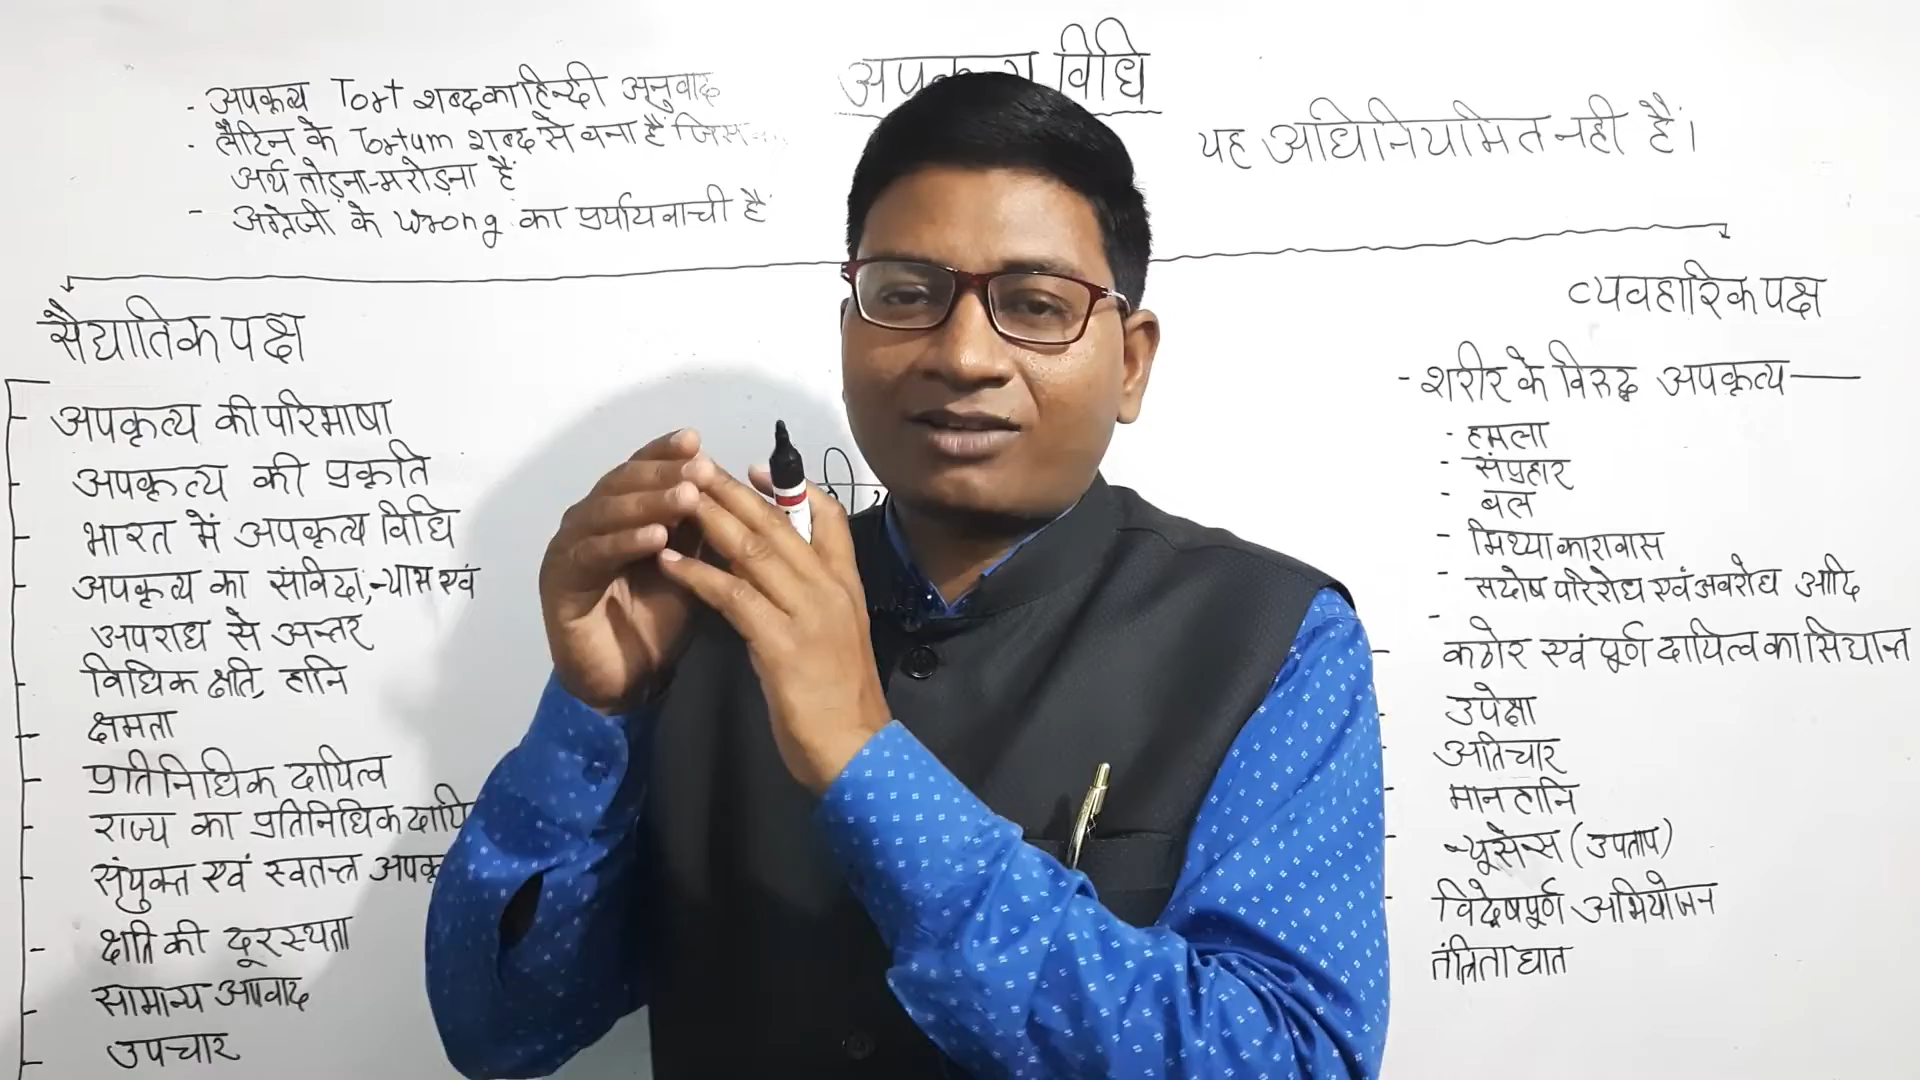 अपकृत्य विधि
- अपकृत्य Tort शब्द का हिन्दी अनुवाद
- लैटिन के Tortum शब्द से बना है जिस
अर्थ तोड़ना-मरोड़ना है
- अंग्रेजी के wrong का पर्यायवाची है
यह अधिनियमित नही है।
सैद्यातिक पक्ष
अपकृत्य की परिभाषा
अपकृत्य की प्रकृति
भारत में अपकृत्य विधि
अपकृत्य का संविदा, न्यास एवं
अपराध से अन्तर
विधिक क्षति, हानि
क्षमता
प्रतिनिधिक दायित्व
राज्य का प्रतिनिधिक दायि
संयुक्त एवं स्वतन्त्र अपकृ
क्षति की दूरस्थता
सामान्य अपवाद
उपचार
व्यवहारिक पक्ष
- शरीर के विरुद्ध अपकृत्य
- हमला
- संप्रहार
- बल
- मिथ्या कारावास
- सदोष परिरोध एवं अवरोध आदि
कठोर एवं पूर्ण दायित्व का सिद्यान्त
उपेक्षा
अतिचार
मानहानि
न्यूसेन्स (उपताप)
विद्वेषपूर्ण अभियोजन
तंत्रिताघात